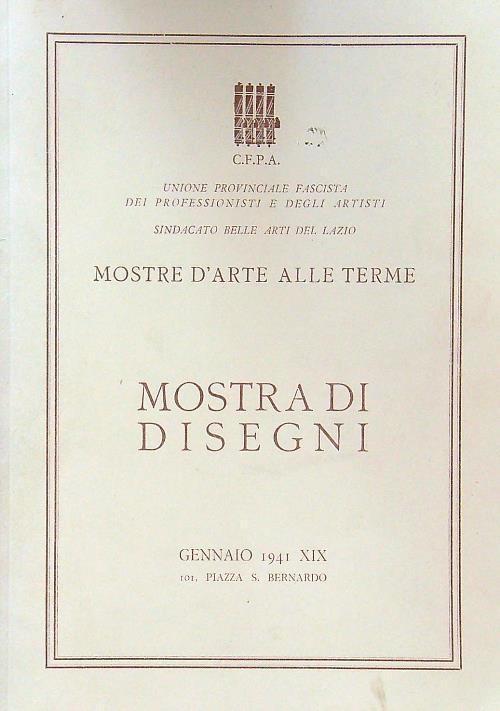 C.F.P.A.
UNIONE PROVINCIALE FASCISTA
DEI PROFESSIONISTI E DEGLI ARTISTI
SINDACATO BELLE ARTI DEL LAZIO
MOSTRE D'ARTE ALLE TERME
MOSTRA DI
DISEGNI
GENNAIO 1941 XIX
101, PIAZZA S. BERNARDO